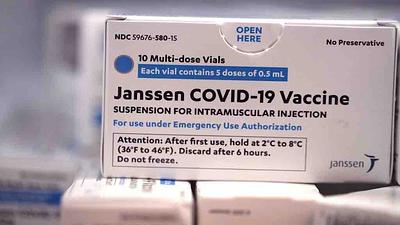 NDC 59676-580-15
OPEN
HERE
No Preservative
10 Multi-dose Vials
Each vial contains 5 doses of 0.5 mL
Janssen COVID-19 Vaccine
SUSPENSION FOR INTRAMUSCULAR INJECTION
For use under Emergency Use Authorization
Attention: After first use, hold at 2°C to 8°C
(36°F to 46°F). Discard after 6 hours.
Do not freeze.
janssen